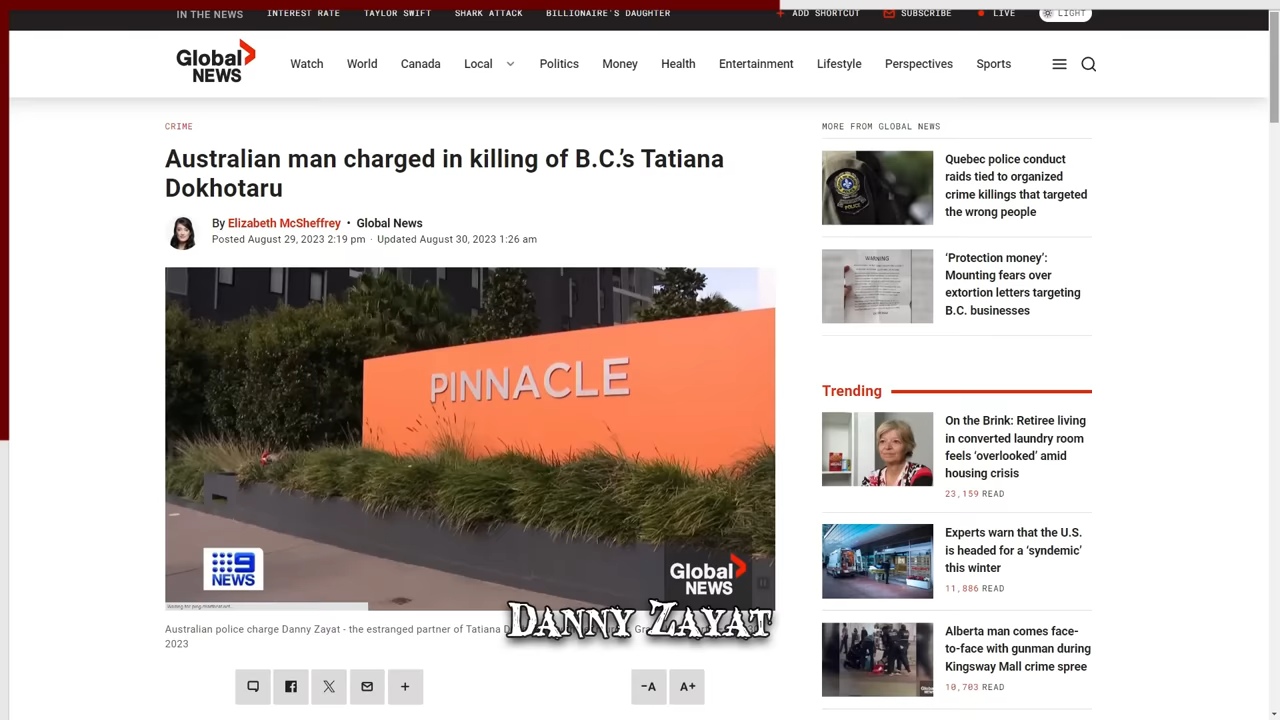 IN THE NEWS INTEREST RATE TAYLOR SWIFT SHARK ATTACK BILLIONAIRE'S DAUGHTER ADD SHORTCUT SUBSCRIBE LIVE LIGHT
Global NEWS
Watch World Canada Local Politics Money Health Entertainment Lifestyle Perspectives Sports
CRIME
Australian man charged in killing of B.C.'s Tatiana
Dokhotaru
By Elizabeth McSheffrey • Global News
Posted August 29, 2023 2:19 pm · Updated August 30, 2023 1:26 am
PINNACLE
9 NEWS
Global NEWS
DANNY ZAYAT
Australian police charge Danny Zayat - the estranged partner of Tatiana
2023
-A A+
MORE FROM GLOBAL NEWS
Quebec police conduct
raids tied to organized
crime killings that targeted
the wrong people
WARNING
‘Protection money’:
Mounting fears over
extortion letters targeting
B.C. businesses
Trending
On the Brink: Retiree living
in converted laundry room
feels ‘overlooked’ amid
housing crisis
23,159 READ
Experts warn that the U.S.
is headed for a ‘syndemic’
this winter
11,886 READ
Alberta man comes face-
to-face with gunman during
Kingsway Mall crime spree
10,703 READ